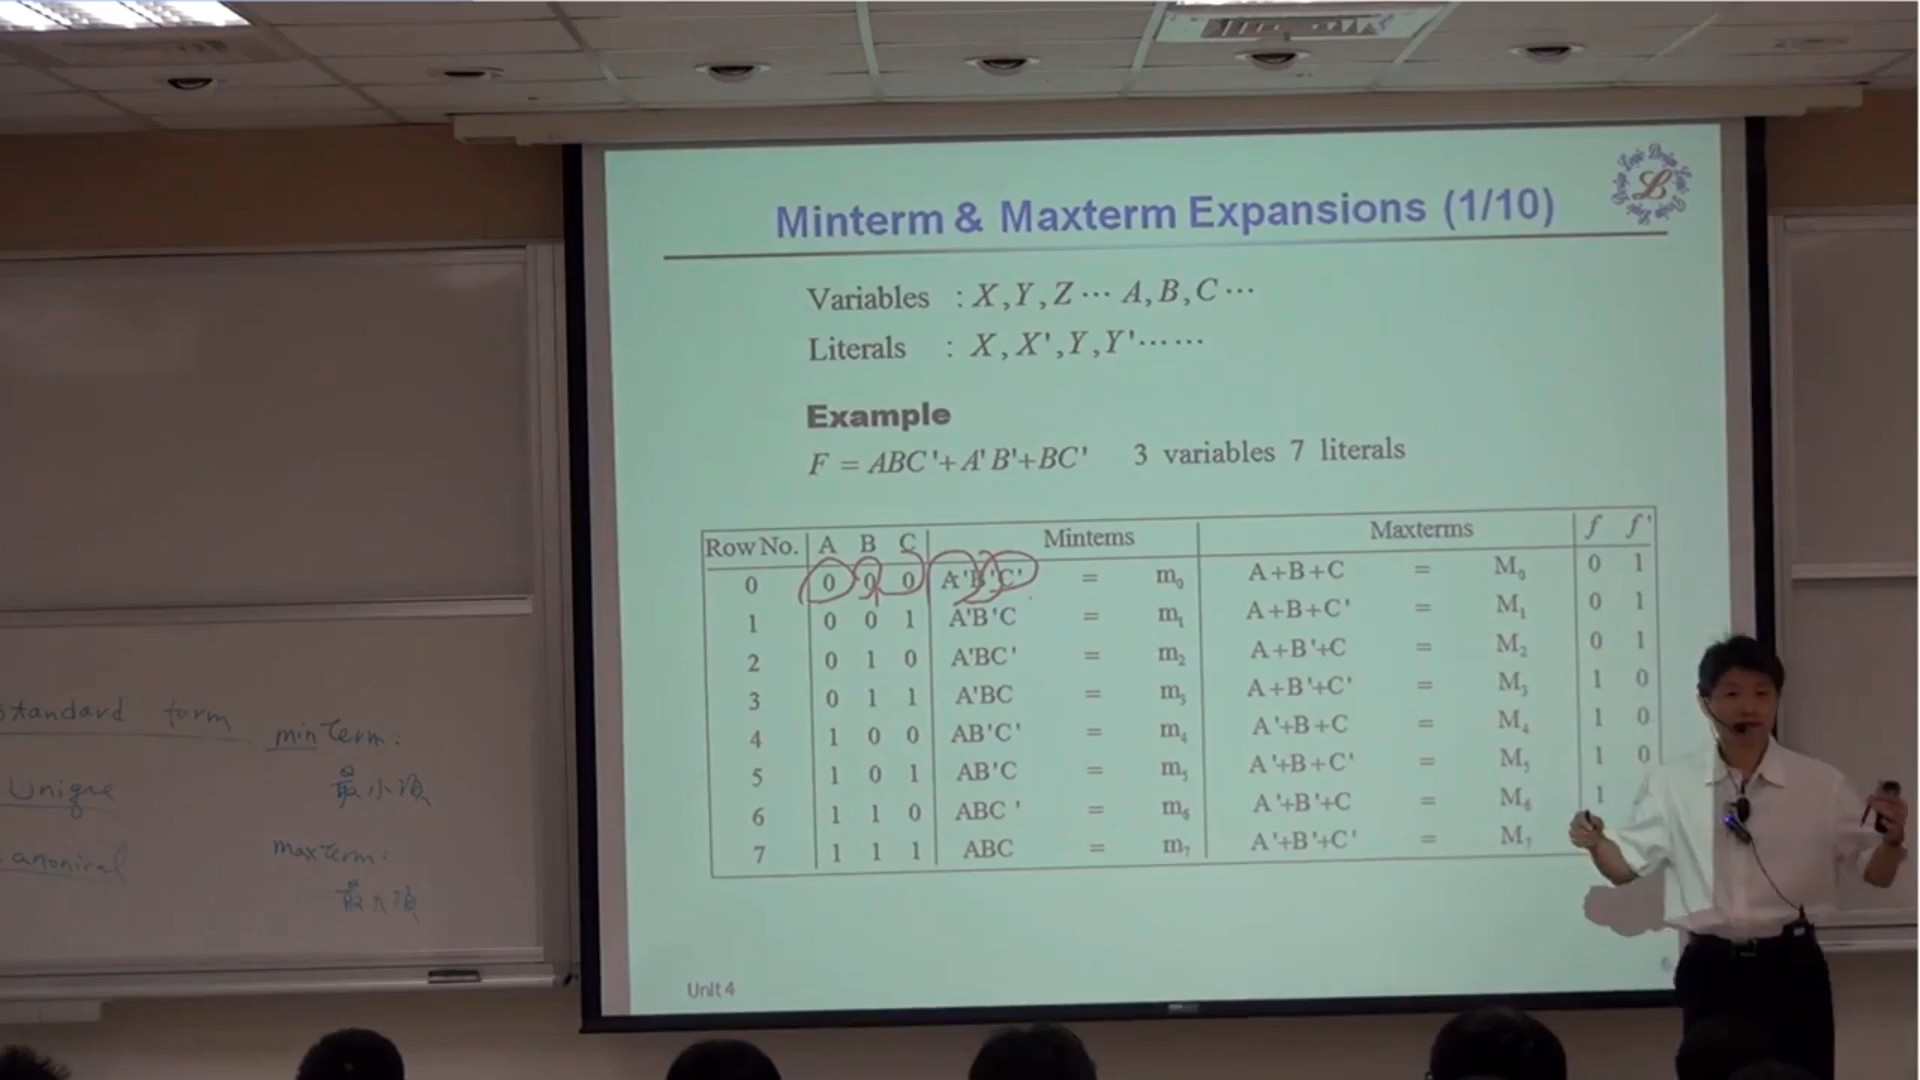 Minterm & Maxterm Expansions (1/10)
Logic Design
Variables : X,Y,Z… A,B,C…
Literals : X,X',Y,Y'……
Example
F = ABC'+A'B'+BC' 3 variables 7 literals
Row No. A B C Mintems Maxterms f f'
0 0 0 0 A'B'C' = m₀ A+B+C = M₀ 0 1
1 0 0 1 A'B'C = m₁ A+B+C' = M₁ 0 1
2 0 1 0 A'BC' = m₂ A+B'+C = M₂ 0 1
3 0 1 1 A'BC = m₃ A+B'+C' = M₃ 1 0
4 1 0 0 AB'C' = m₄ A'+B+C = M₄ 1 0
5 1 0 1 AB'C = m₅ A'+B+C' = M₅ 1 0
6 1 1 0 ABC' = m₆ A'+B'+C = M₆ 1
7 1 1 1 ABC = m₇ A'+B'+C' = M₇
Unit 4
standard form
Unique
canonical
minterm:
最小項
maxterm:
最大項